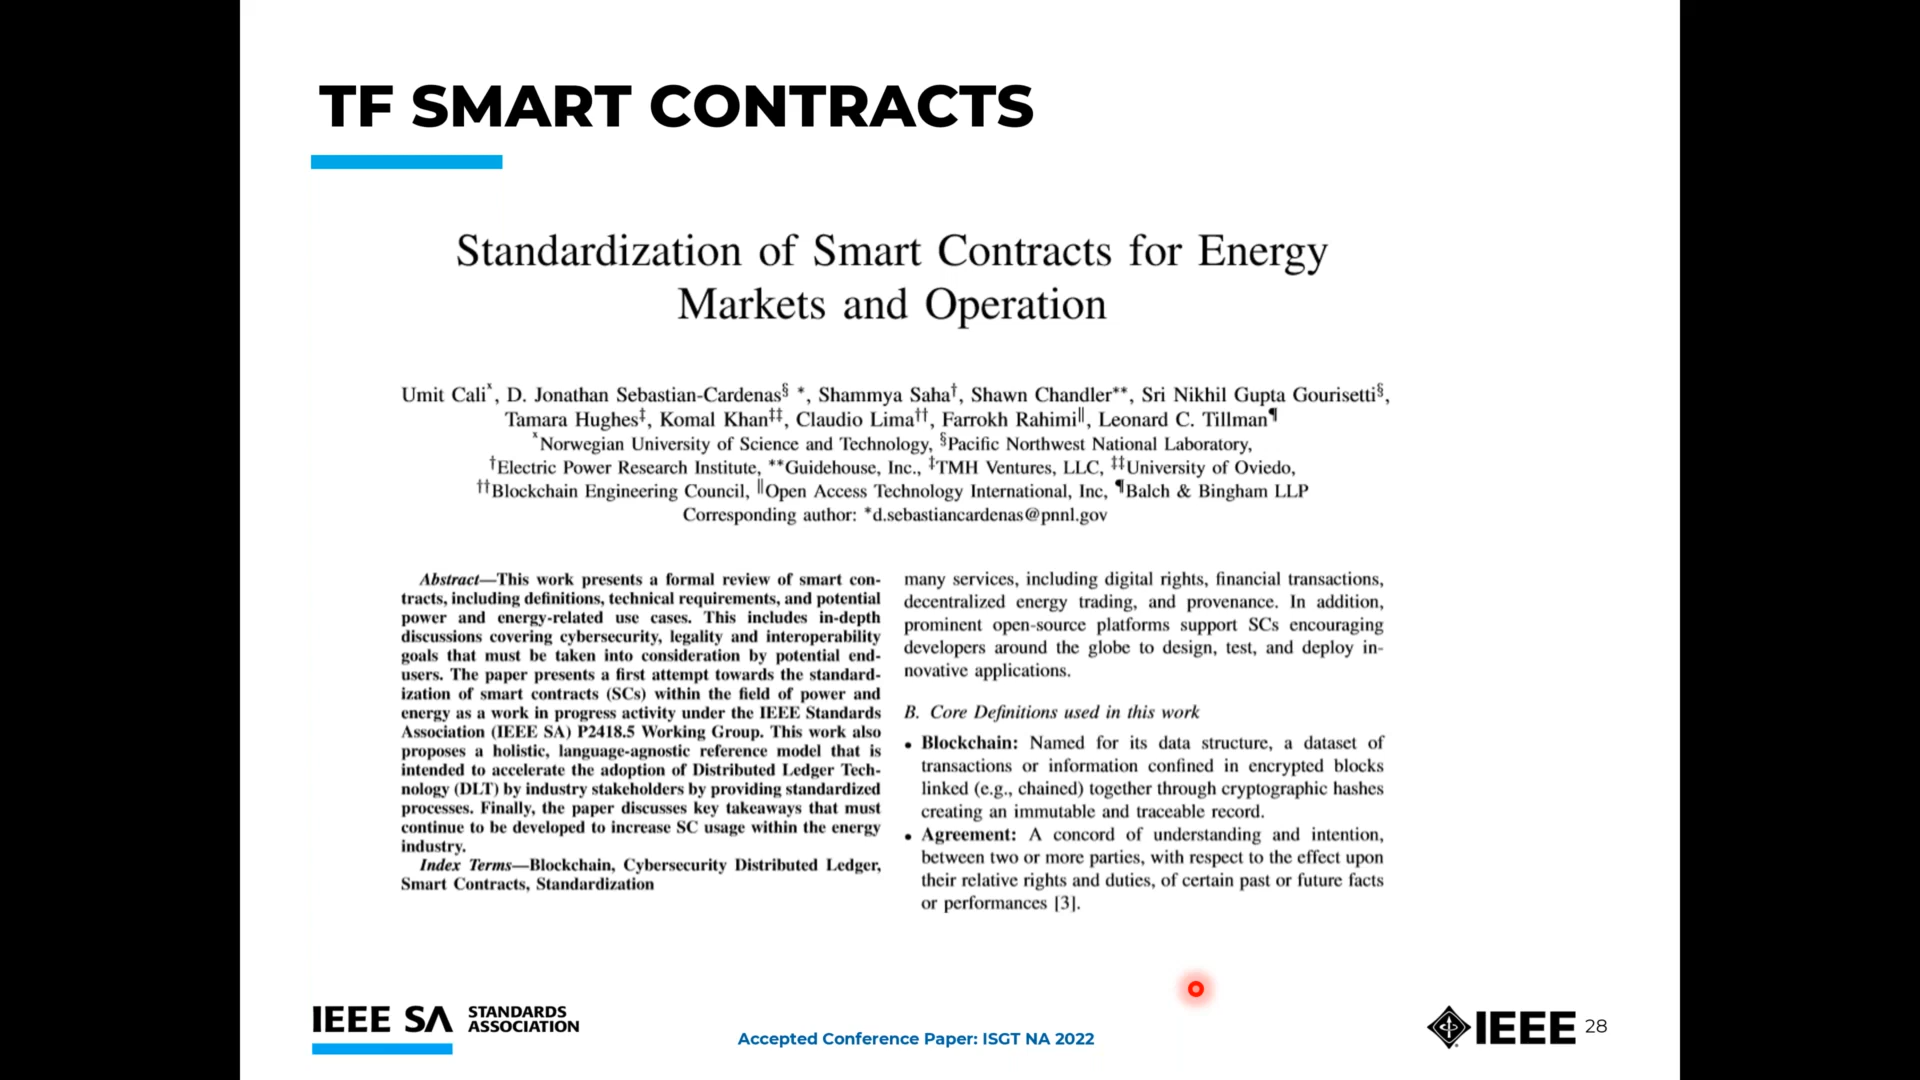 TF SMART CONTRACTS
Standardization of Smart Contracts for Energy
Markets and Operation
Umit Cali˟, D. Jonathan Sebastian-Cardenas§ *, Shammya Saha†, Shawn Chandler**, Sri Nikhil Gupta Gourisetti§,
Tamara Hughes‡, Komal Khan‡‡, Claudio Lima††, Farrokh Rahimi‖, Leonard C. Tillman¶
˟Norwegian University of Science and Technology, §Pacific Northwest National Laboratory,
†Electric Power Research Institute, **Guidehouse, Inc., ‡TMH Ventures, LLC, ‡‡University of Oviedo,
††Blockchain Engineering Council, ‖Open Access Technology International, Inc, ¶Balch & Bingham LLP
Corresponding author: *d.sebastiancardenas@pnnl.gov
Abstract—This work presents a formal review of smart con-
tracts, including definitions, technical requirements, and potential
power and energy-related use cases. This includes in-depth
discussions covering cybersecurity, legality and interoperability
goals that must be taken into consideration by potential end-
users. The paper presents a first attempt towards the standard-
ization of smart contracts (SCs) within the field of power and
energy as a work in progress activity under the IEEE Standards
Association (IEEE SA) P2418.5 Working Group. This work also
proposes a holistic, language-agnostic reference model that is
intended to accelerate the adoption of Distributed Ledger Tech-
nology (DLT) by industry stakeholders by providing standardized
processes. Finally, the paper discusses key takeaways that must
continue to be developed to increase SC usage within the energy
industry.
Index Terms—Blockchain, Cybersecurity Distributed Ledger,
Smart Contracts, Standardization
many services, including digital rights, financial transactions,
decentralized energy trading, and provenance. In addition,
prominent open-source platforms support SCs encouraging
developers around the globe to design, test, and deploy in-
novative applications.
B. Core Definitions used in this work
• Blockchain: Named for its data structure, a dataset of
transactions or information confined in encrypted blocks
linked (e.g., chained) together through cryptographic hashes
creating an immutable and traceable record.
• Agreement: A concord of understanding and intention,
between two or more parties, with respect to the effect upon
their relative rights and duties, of certain past or future facts
or performances [3].
IEEE SA STANDARDS
ASSOCIATION
Accepted Conference Paper: ISGT NA 2022
IEEE 28